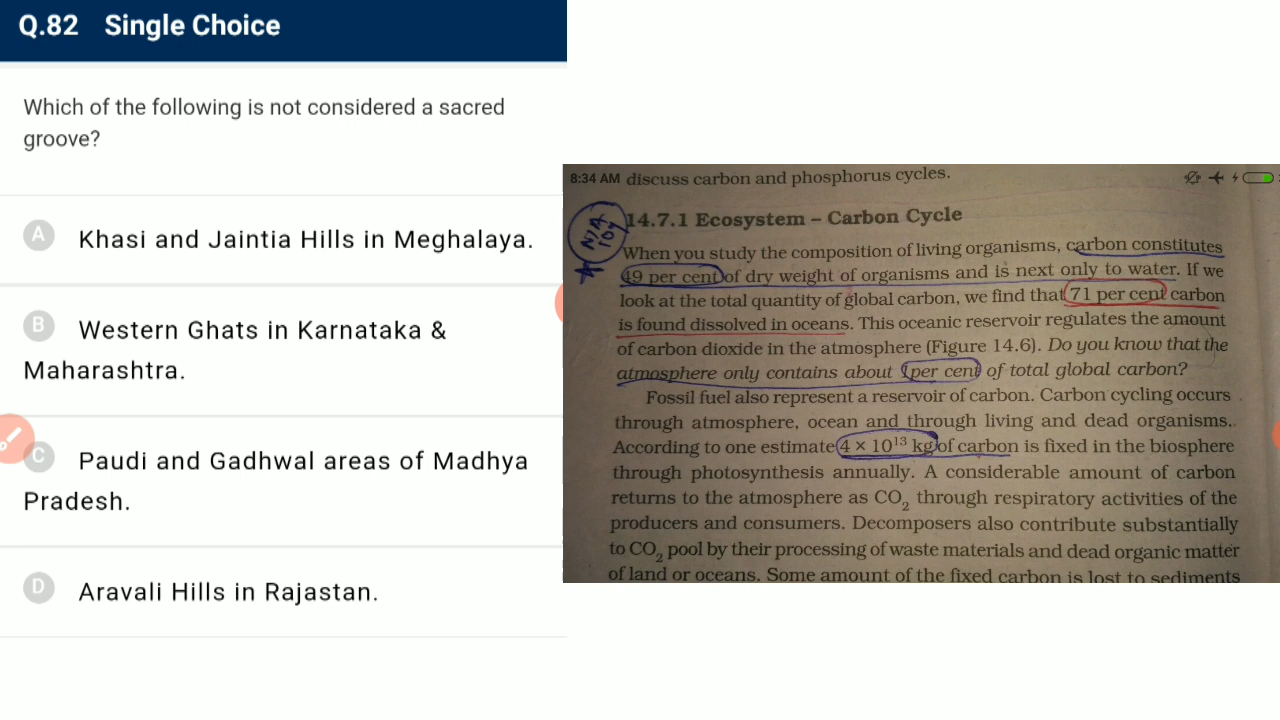 Q.82 Single Choice
Which of the following is not considered a sacred
groove?
A Khasi and Jaintia Hills in Meghalaya.
B Western Ghats in Karnataka &
Maharashtra.
C Paudi and Gadhwal areas of Madhya
Pradesh.
D Aravali Hills in Rajastan.
8:34 AM
discuss carbon and phosphorus cycles.
N/A
109
14.7.1 Ecosystem – Carbon Cycle
When you study the composition of living organisms, carbon constitutes
49 per cent of dry weight of organisms and is next only to water. If we
look at the total quantity of global carbon, we find that 71 per cent carbon
is found dissolved in oceans. This oceanic reservoir regulates the amount
of carbon dioxide in the atmosphere (Figure 14.6). Do you know that the
atmosphere only contains about 1per cent of total global carbon?
Fossil fuel also represent a reservoir of carbon. Carbon cycling occurs
through atmosphere, ocean and through living and dead organisms.
According to one estimate 4 × 10¹³ kg of carbon is fixed in the biosphere
through photosynthesis annually. A considerable amount of carbon
returns to the atmosphere as CO₂ through respiratory activities of the
producers and consumers. Decomposers also contribute substantially
to CO₂ pool by their processing of waste materials and dead organic matter
of land or oceans. Some amount of the fixed carbon is lost to sediments